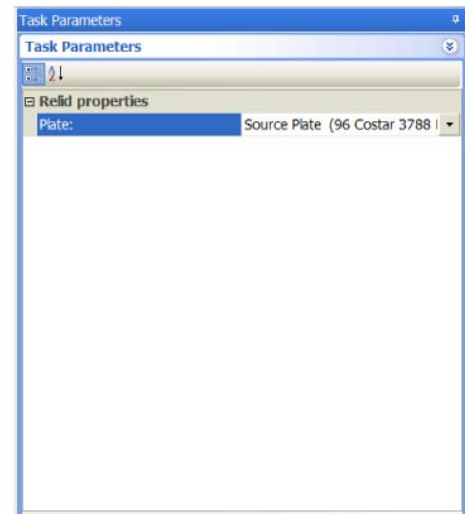 Task Parameters
Task Parameters
Relid properties
Plate: Source Plate (96 Costar 3788